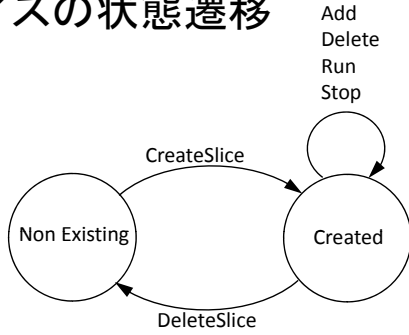 スの状態遷移
Add
Delete
Run
Stop
CreateSlice
Non Existing
Created
DeleteSlice